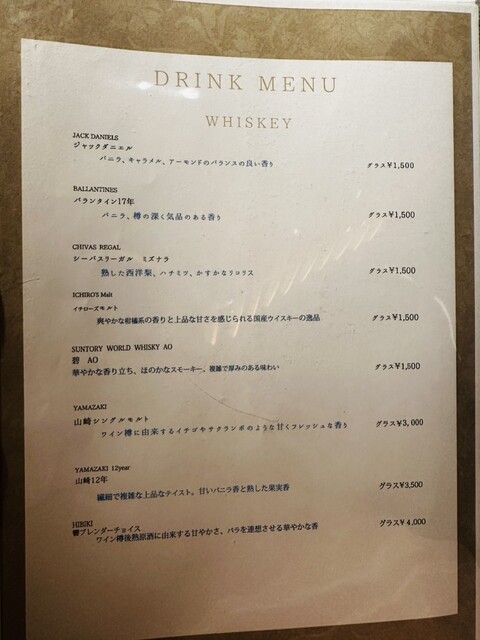 DRINK MENU
WHISKEY
JACK DANIELS
ジャックダニエル
バニラ、キャラメル、アーモンドのバランスの良い香り グラス¥1,500
BALLANTINES
バランタイン17年
バニラ、樽の深く気品のある香り グラス¥1,500
CHIVAS REGAL
シーバスリーガル ミズナラ
熟した西洋梨、ハチミツ、かすかなリコリス グラス¥1,500
ICHIRO'S Malt
イチローズモルト
爽やかな柑橘系の香りと上品な甘さを感じられる国産ウイスキーの逸品 グラス¥1,500
SUNTORY WORLD WHISKY AO
碧 AO
華やかな香り立ち、ほのかなスモーキー、複雑で厚みのある味わい グラス¥1,500
YAMAZAKI
山崎シングルモルト
ワイン樽に由来するイチゴやサクランボのような甘くフレッシュな香り グラス¥3,000
YAMAZAKI 12year
山崎12年
繊細で複雑な上品なテイスト。甘いバニラ香と熟した果実香 グラス¥3,500
HIBIKI
響ブレンダーチョイス
ワイン樽後熟原酒に由来する甘やかさ、バラを連想させる華やかな香 グラス¥4,000